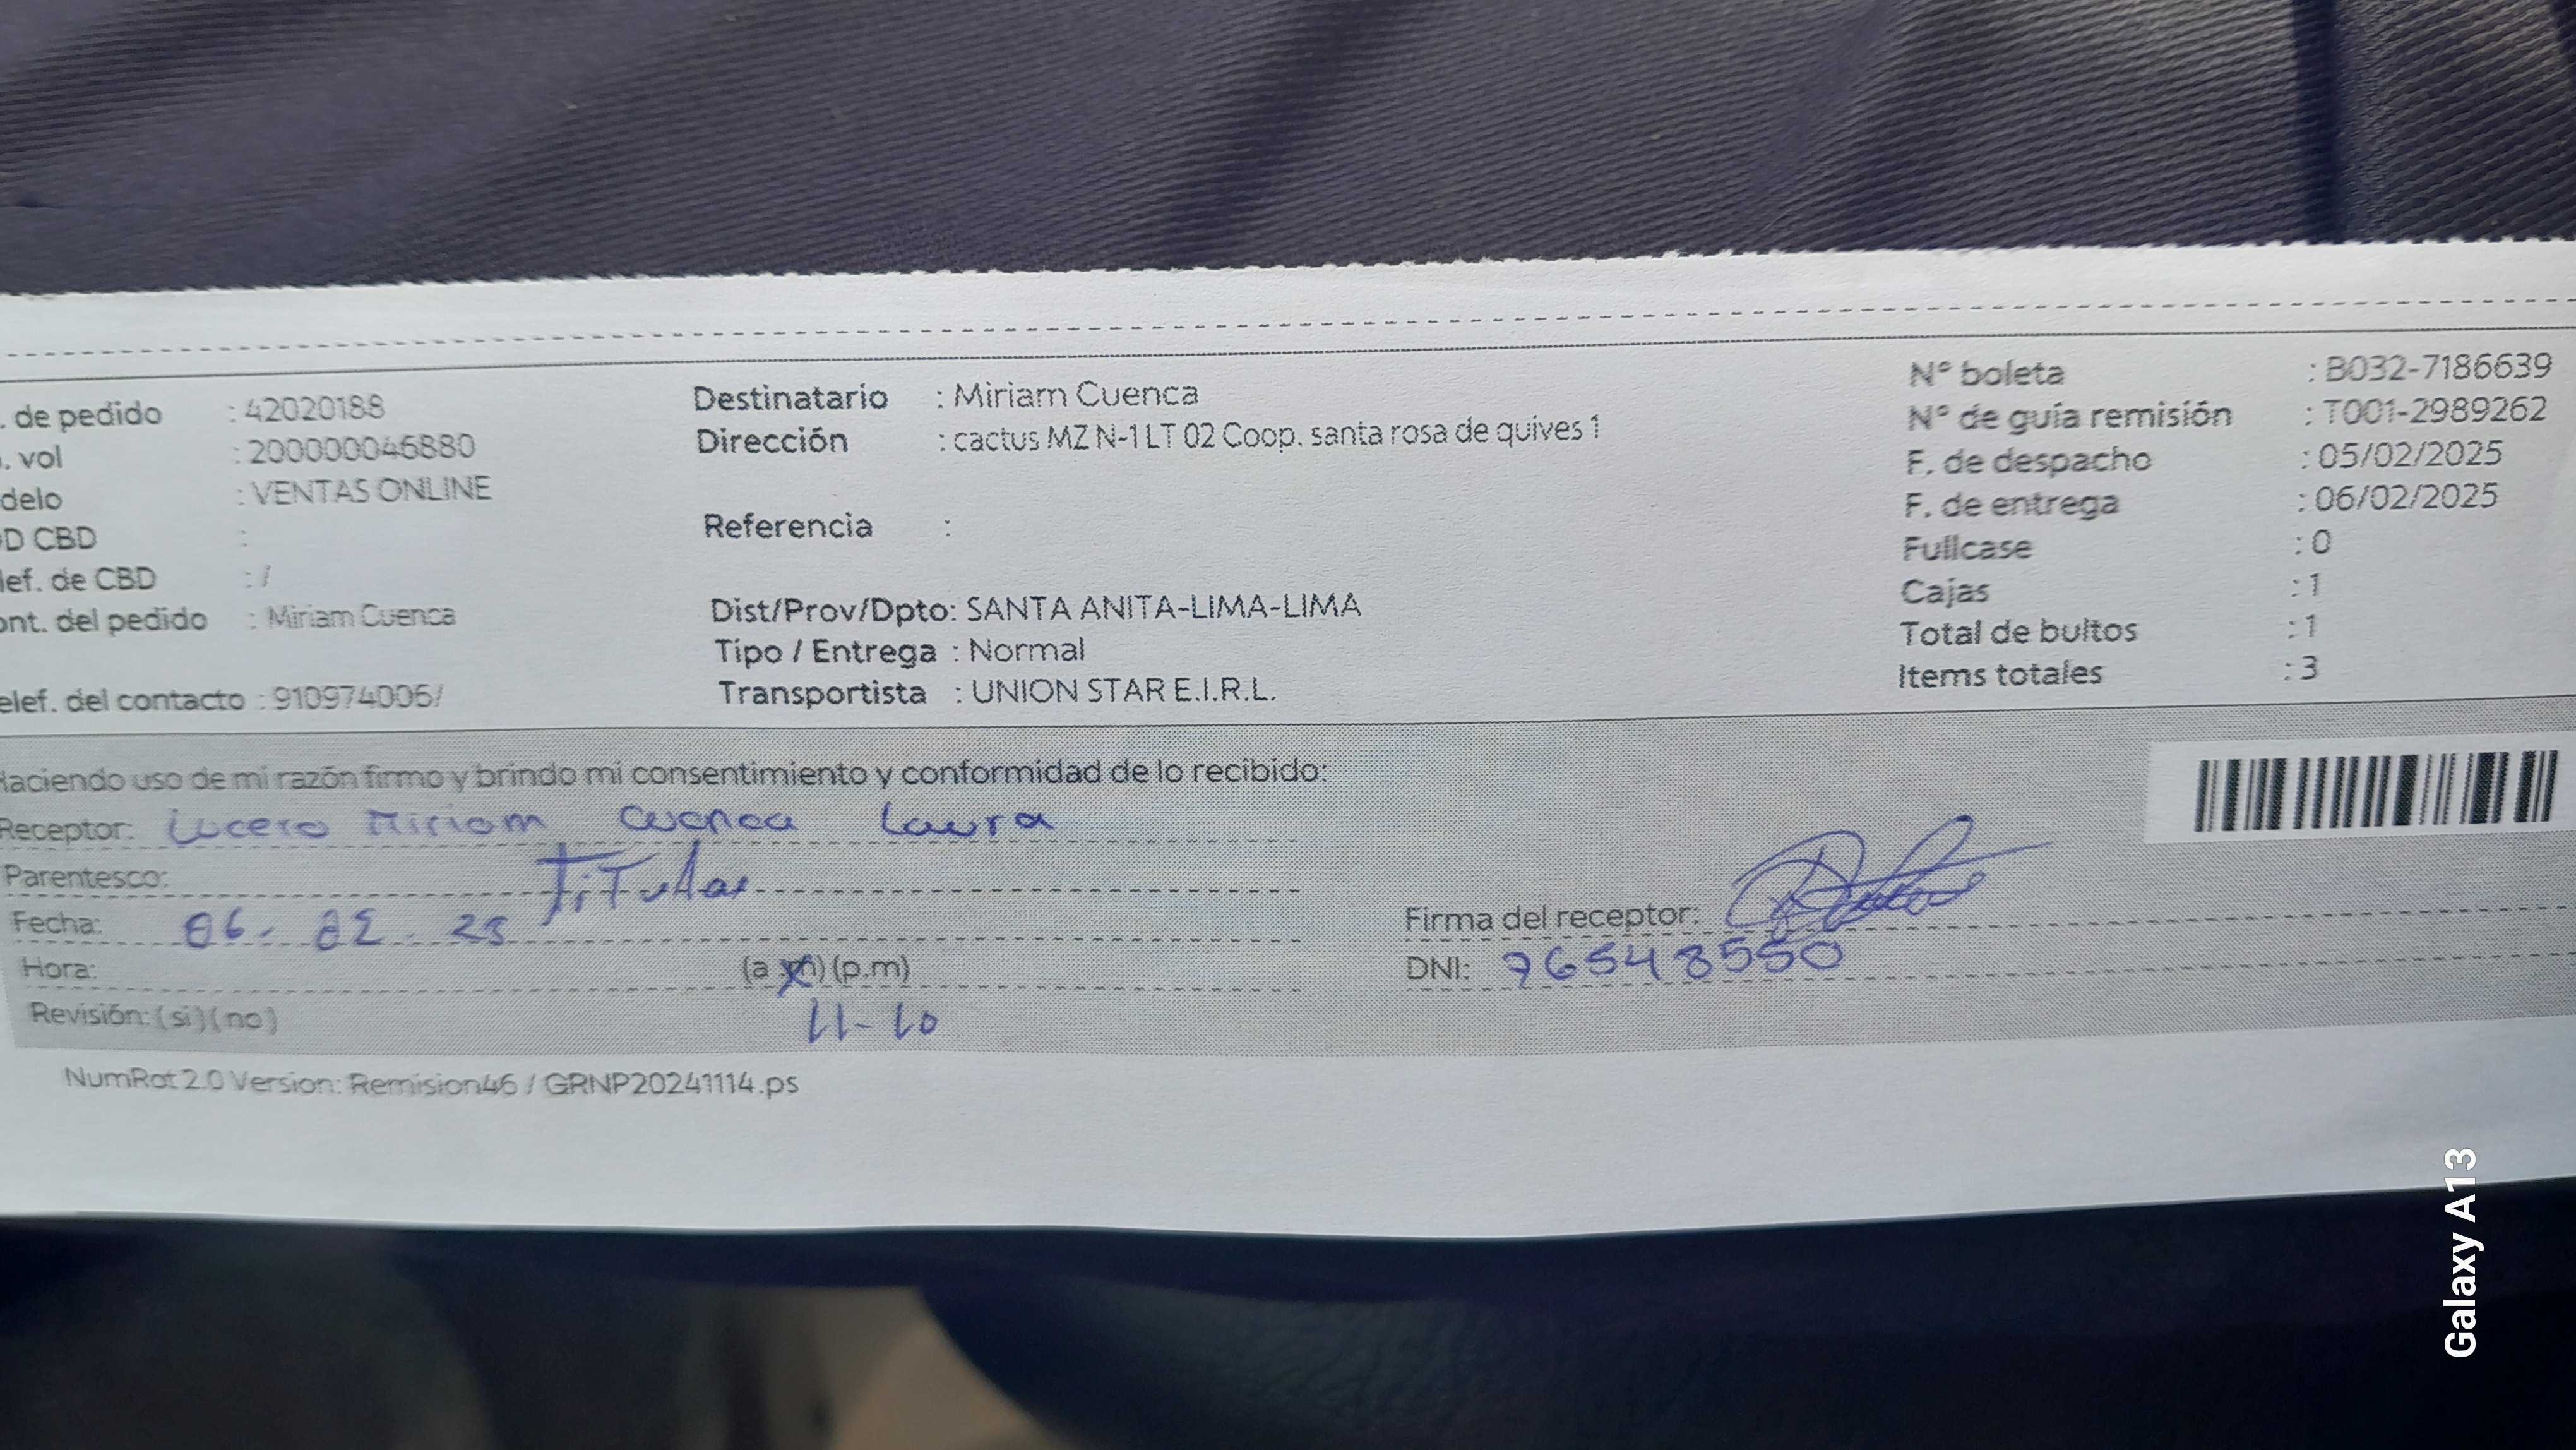 . de pedido : 42020188
. vol : 200000046880
delo : VENTAS ONLINE
D CBD :
lef. de CBD : /
ont. del pedido : Miriam Cuenca
elef. del contacto : 910974006/
Destinatario : Miriam Cuenca
Dirección : cactus MZ N-1 LT 02 Coop. santa rosa de quives 1
Referencia :
Dist/Prov/Dpto: SANTA ANITA-LIMA-LIMA
Tipo / Entrega : Normal
Transportista : UNION STAR E.I.R.L.
Nº boleta : B032-7186639
Nº de guía remisión : T001-2989262
F. de despacho : 05/02/2025
F. de entrega : 06/02/2025
Fullcase : 0
Cajas : 1
Total de bultos : 1
Items totales : 3
Haciendo uso de mi razón firmo y brindo mi consentimiento y conformidad de lo recibido:
Receptor: Lucero Miriam Cuenca Laura
Parentesco: TiTular
Fecha: 06. 02. 25
Hora: (a.m) (p.m)
11-10
Revisión: (si) (no)
Firma del receptor:
DNI: 76548550
NumRot 2.0 Version: Remision46 / GRNP20241114.ps
Galaxy A13